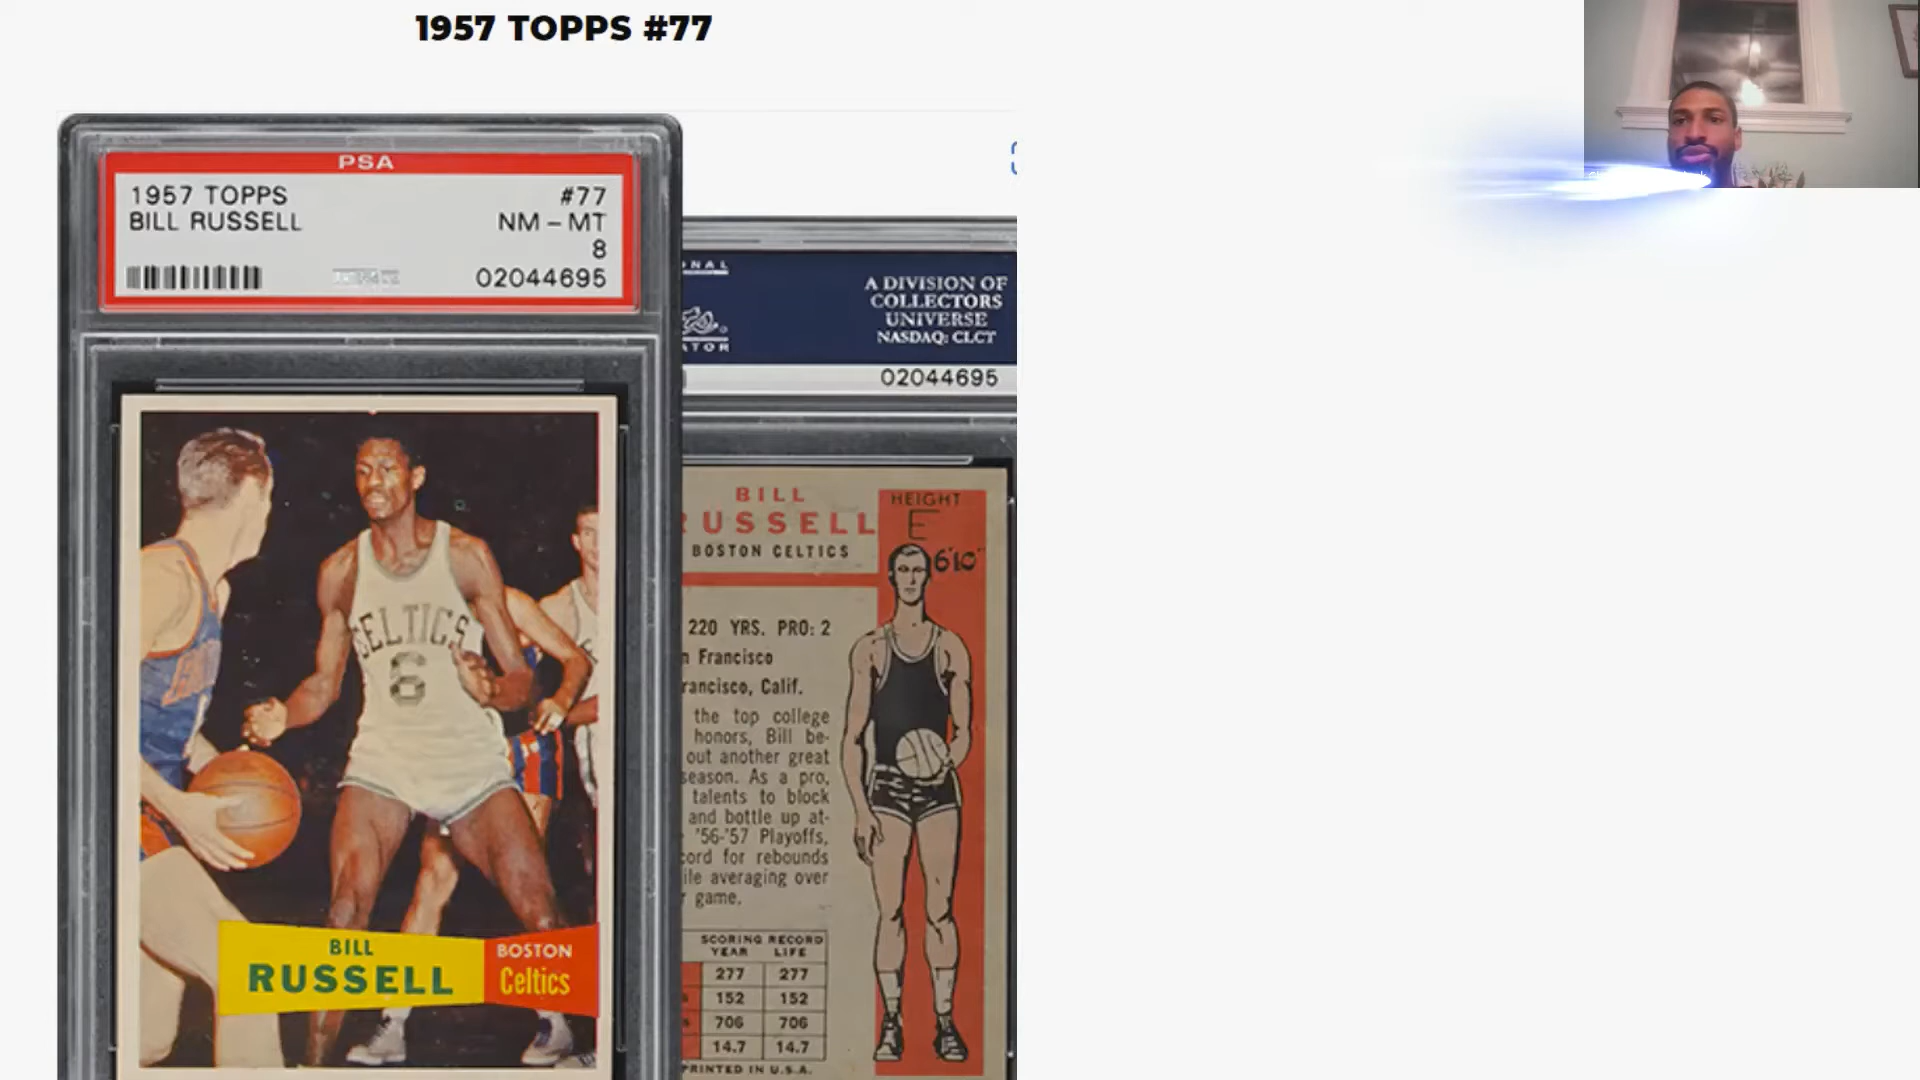 1957 TOPPS #77
PSA
1957 TOPPS #77
BILL RUSSELL NM - MT
8
02044695
A DIVISION OF
COLLECTORS
UNIVERSE
NASDAQ: CLCT
02044695
CELTICS
6
BILL
RUSSELL
BOSTON
Celtics
BILL
RUSSELL
BOSTON CELTICS
HEIGHT
6'10"
220 YRS. PRO: 2
Francisco
Calif.
the top college
honors, Bill be-
out another great
season. As a pro,
talents to block
and bottle up at-
'56-'57 Playoffs,
for rebounds
averaging over
game.
SCORING RECORD
YEAR LIFE
277 277
152 152
706 706
14.7 14.7
PRINTED IN U.S.A.